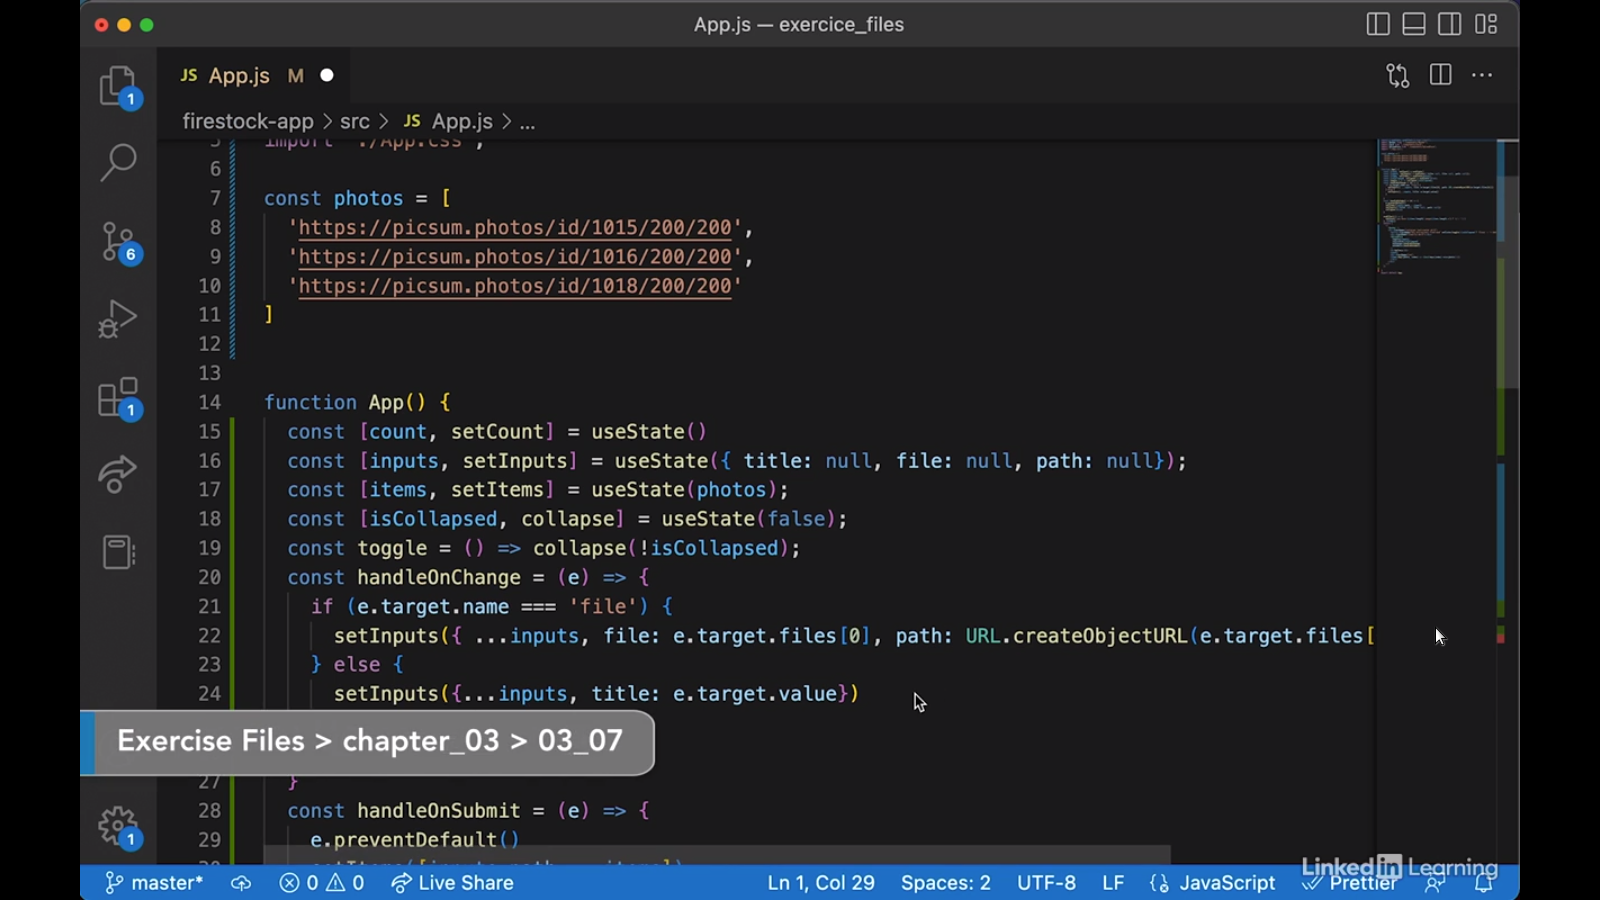 App.js — exercice_files
JS App.js M
firestock-app > src > JS App.js > ...
5 import './App.css';
6
7 const photos = [
8 'https://picsum.photos/id/1015/200/200',
9 'https://picsum.photos/id/1016/200/200',
10 'https://picsum.photos/id/1018/200/200'
11 ]
12
13
14 function App() {
15 const [count, setCount] = useState()
16 const [inputs, setInputs] = useState({ title: null, file: null, path: null});
17 const [items, setItems] = useState(photos);
18 const [isCollapsed, collapse] = useState(false);
19 const toggle = () => collapse(!isCollapsed);
20 const handleOnChange = (e) => {
21 if (e.target.name === 'file') {
22 setInputs({ ...inputs, file: e.target.files[0], path: URL.createObjectURL(e.target.files[
23 } else {
24 setInputs({...inputs, title: e.target.value})
Exercise Files > chapter_03 > 03_07
27 }
28 const handleOnSubmit = (e) => {
29 e.preventDefault()
1
6
1
1
master* 0 0 Live Share Ln 1, Col 29 Spaces: 2 UTF-8 LF JavaScript Prettier
LinkedIn Learning